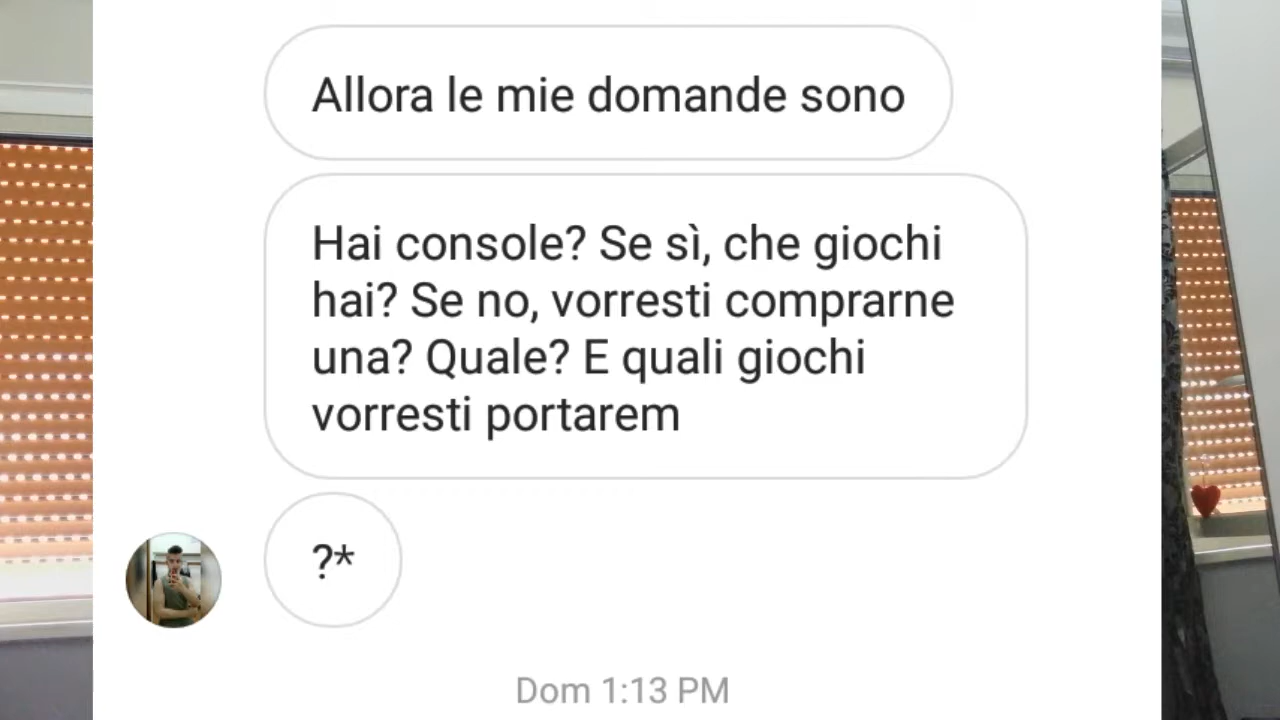 Allora le mie domande sono
Hai console? Se sì, che giochi
hai? Se no, vorresti comprarne
una? Quale? E quali giochi
vorresti portarem
?*
Dom 1:13 PM